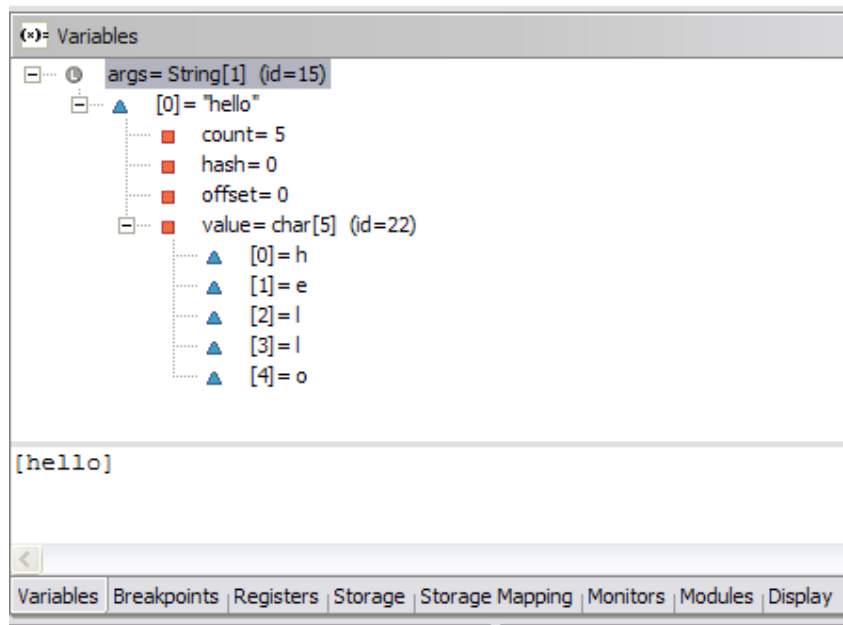 (x)= Variables
args= String[1] (id=15)
[0]= "hello"
count= 5
hash= 0
offset= 0
value= char[5] (id=22)
[0]= h
[1]= e
[2]= l
[3]= l
[4]= o
[hello]
Variables Breakpoints Registers Storage Storage Mapping Monitors Modules Display